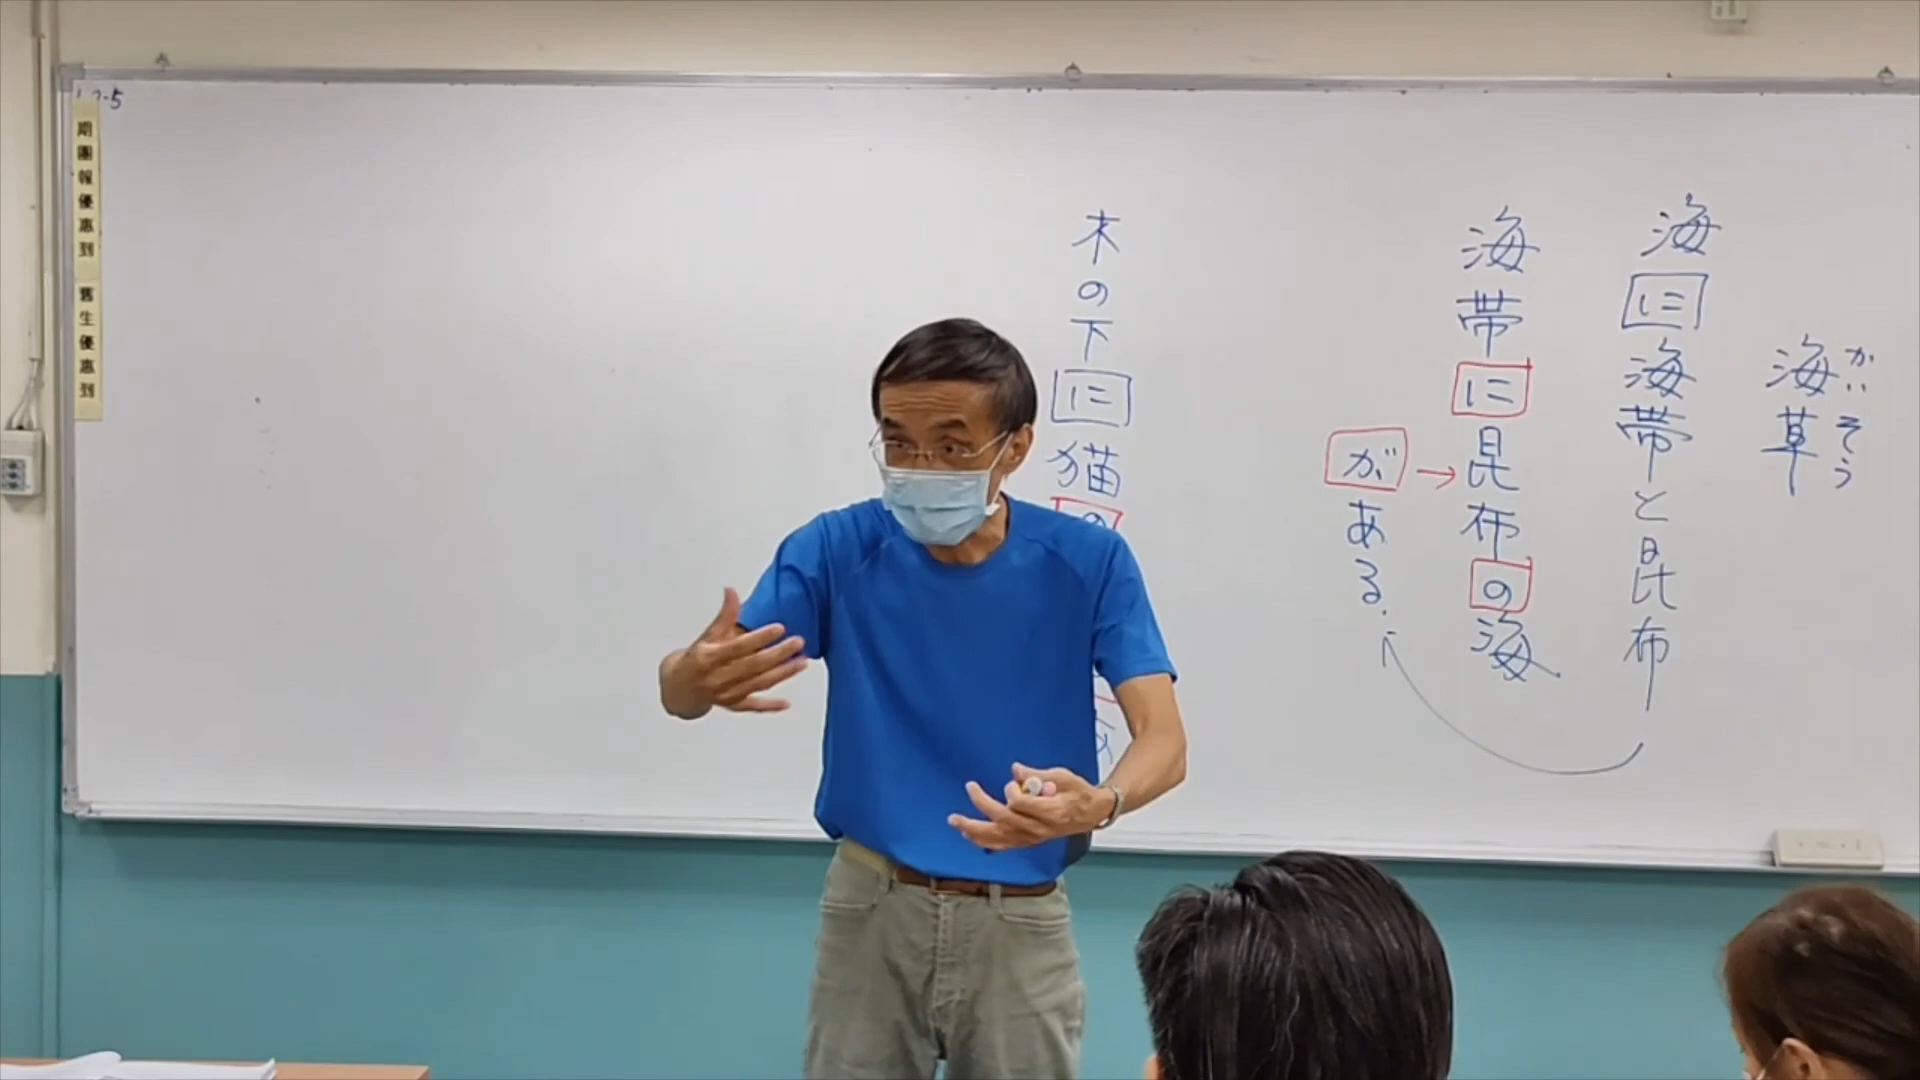 海草
かいそう
海に海帯と昆布
海帯に昆布の海
がある.
木の下に猫の
期團報優惠到
舊生優惠到